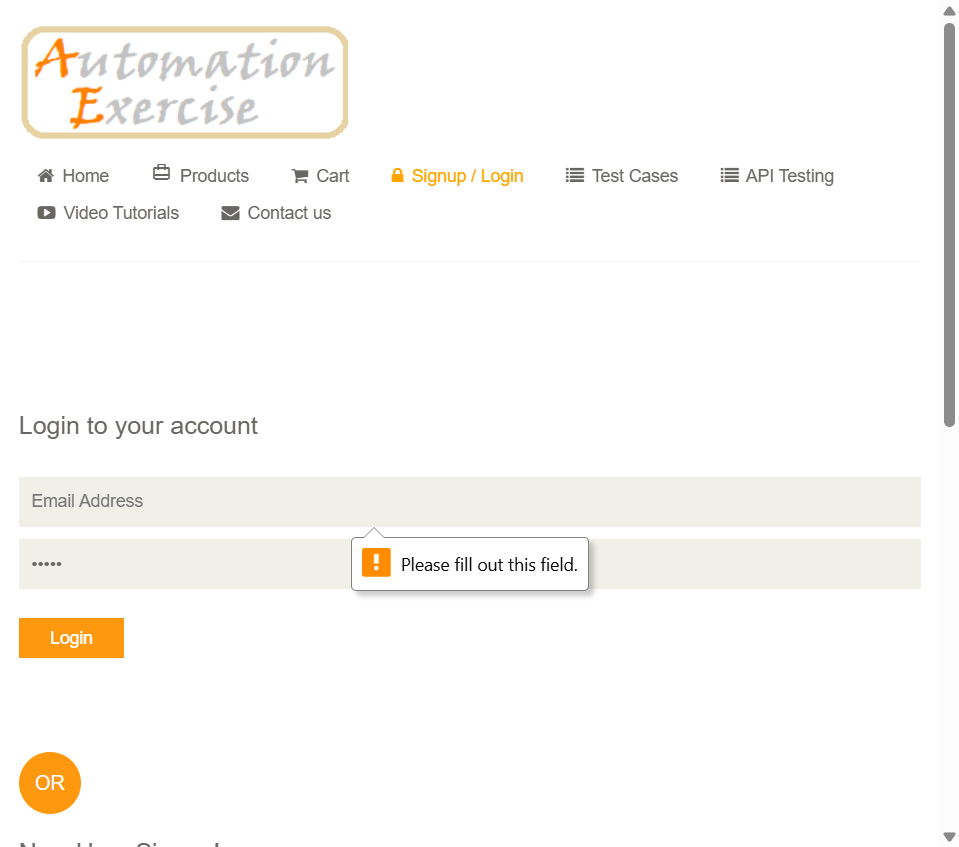 Automation
Exercise
Home Products Cart Signup / Login Test Cases API Testing
Video Tutorials Contact us
Login to your account
Email Address
•••••
Please fill out this field.
Login
OR